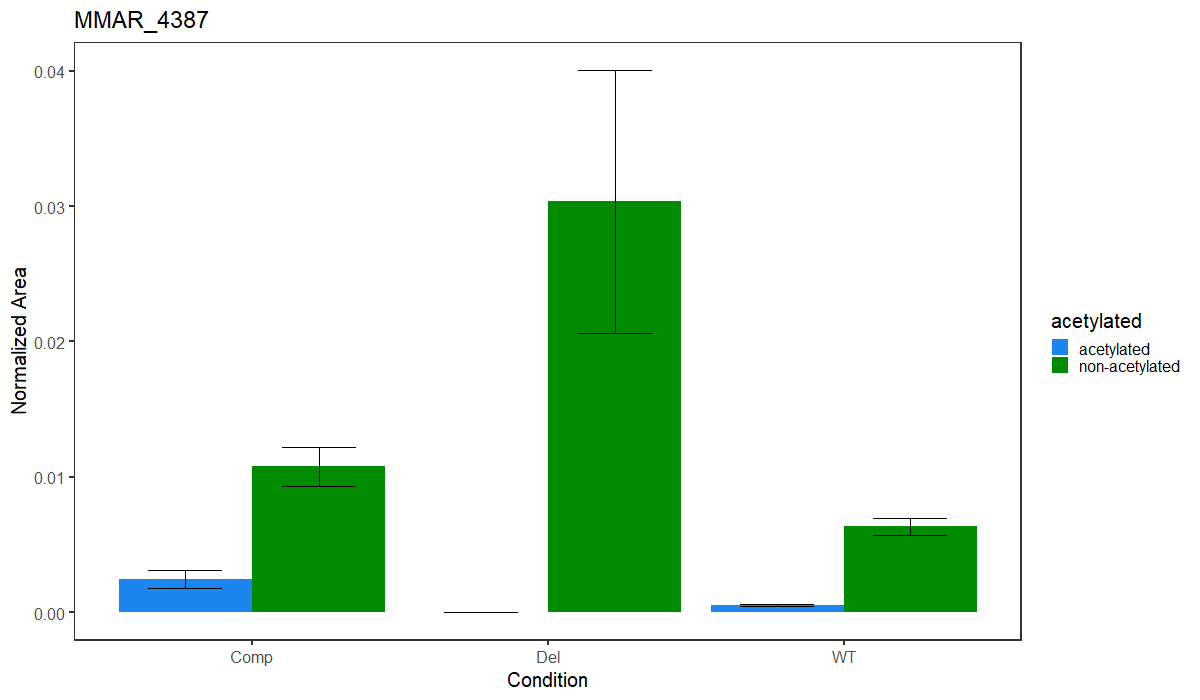 MMAR_4387
Normalized Area
0.04
0.03
0.02
0.01
0.00
Comp Del WT
Condition
acetylated
acetylated
non-acetylated